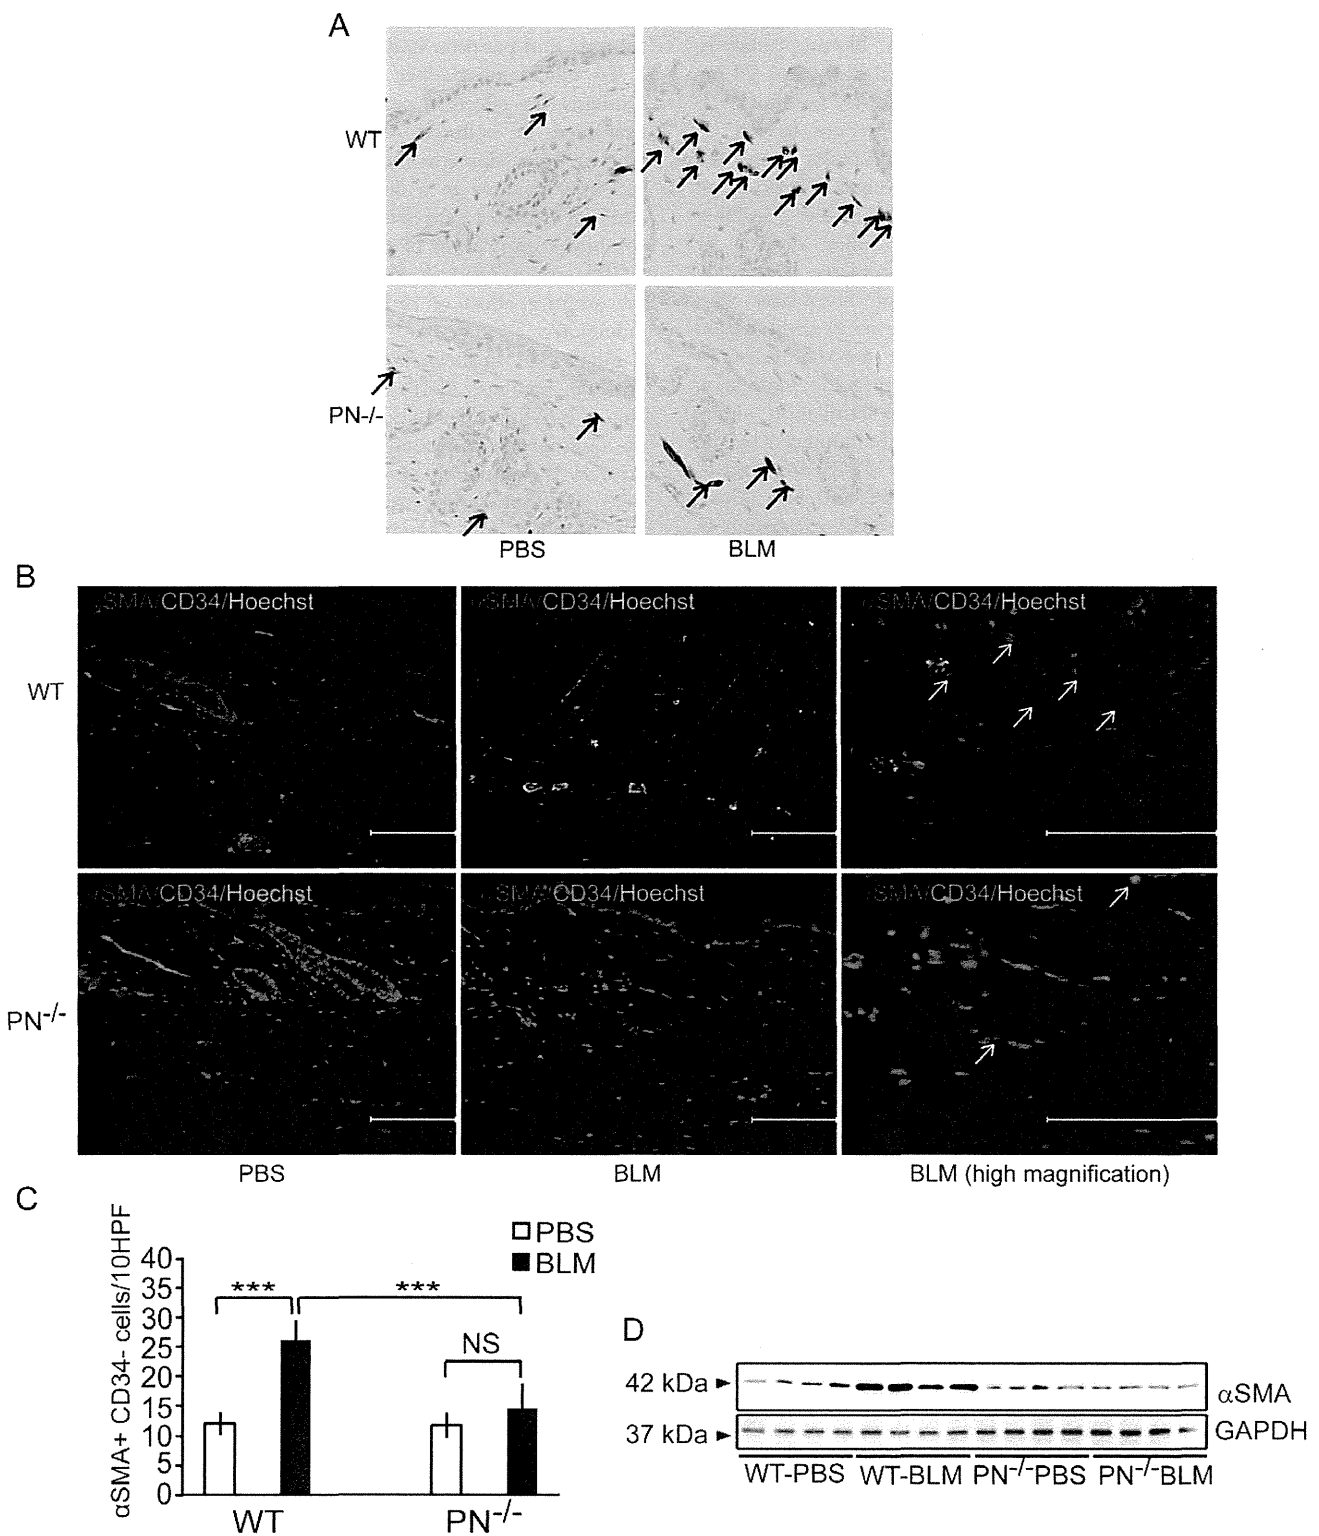 A
WT
PN-/-
PBS BLM
B
αSMA/CD34/Hoechst αSMA/CD34/Hoechst αSMA/CD34/Hoechst
WT
αSMA/CD34/Hoechst αSMA/CD34/Hoechst αSMA/CD34/Hoechst
PN-/-
PBS BLM BLM (high magnification)
C
αSMA+ CD34- cells/10HPF
PBS
BLM
40
35
30
25
20
15
10
5
0
*** ***
NS
WT PN-/-
D
42 kDa αSMA
37 kDa GAPDH
WT-PBS WT-BLM PN-/-PBS PN-/-BLM